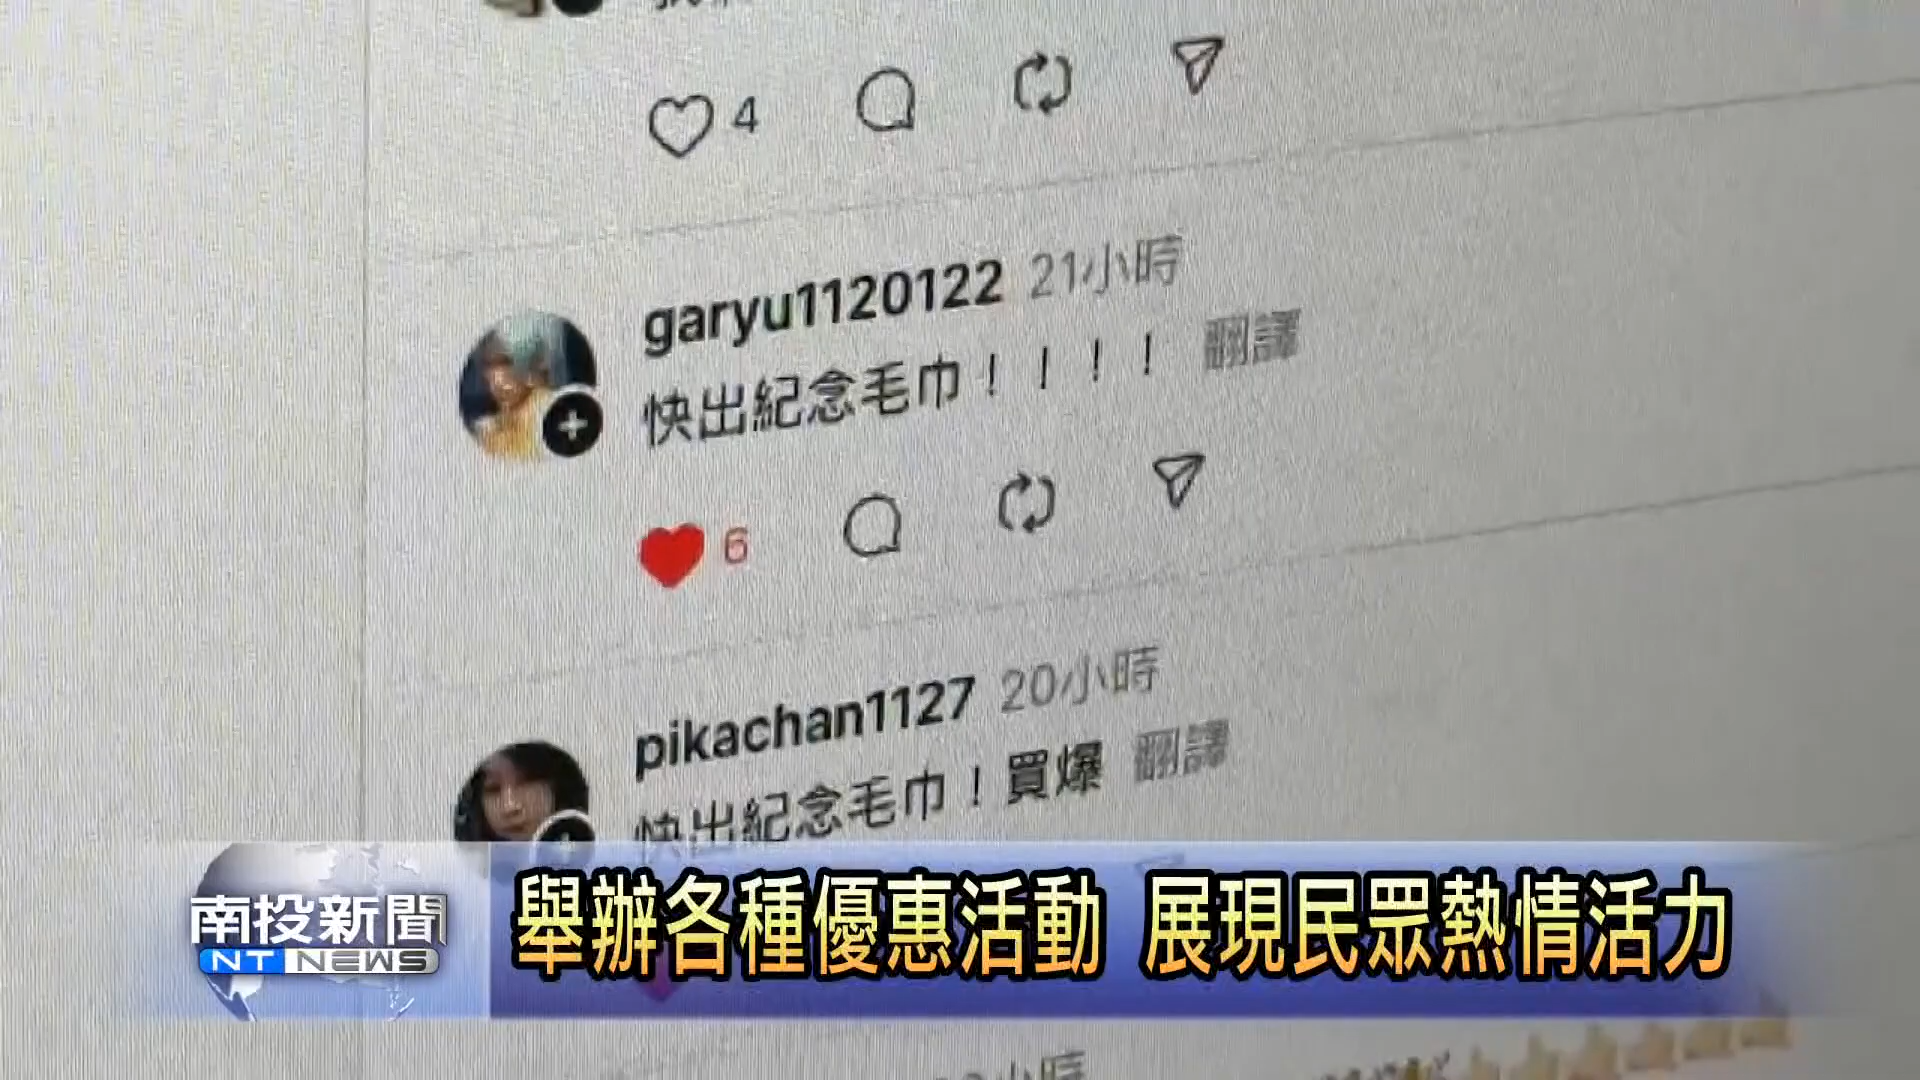 4
garyu1120122 21小時
快出紀念毛巾！！！！ 翻譯
6
pikachan1127 20小時
快出紀念毛巾！買爆 翻譯
南投新聞
NT NEWS
舉辦各種優惠活動 展現民眾熱情活力